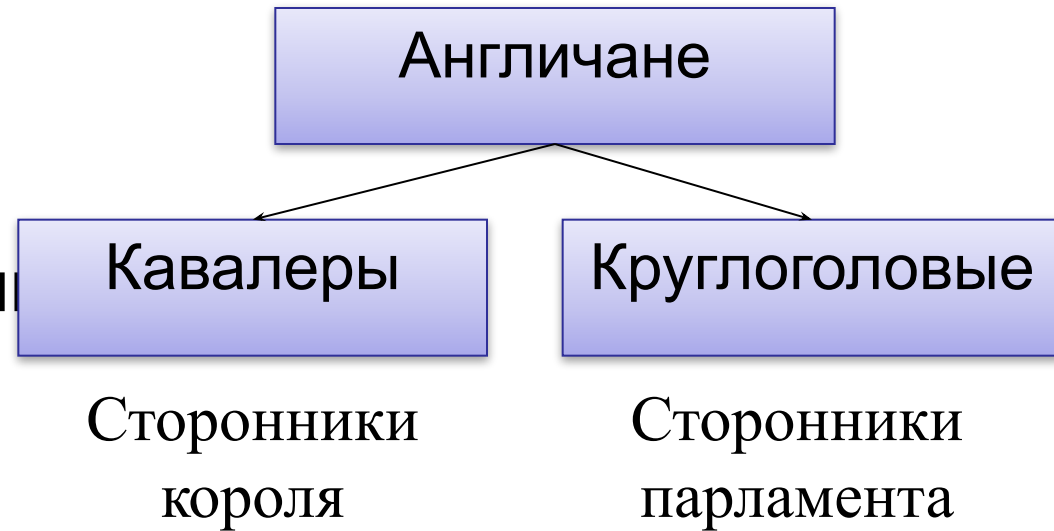 Англичане
Кавалеры
Круглоголовые
Сторонники
короля
Сторонники
парламента